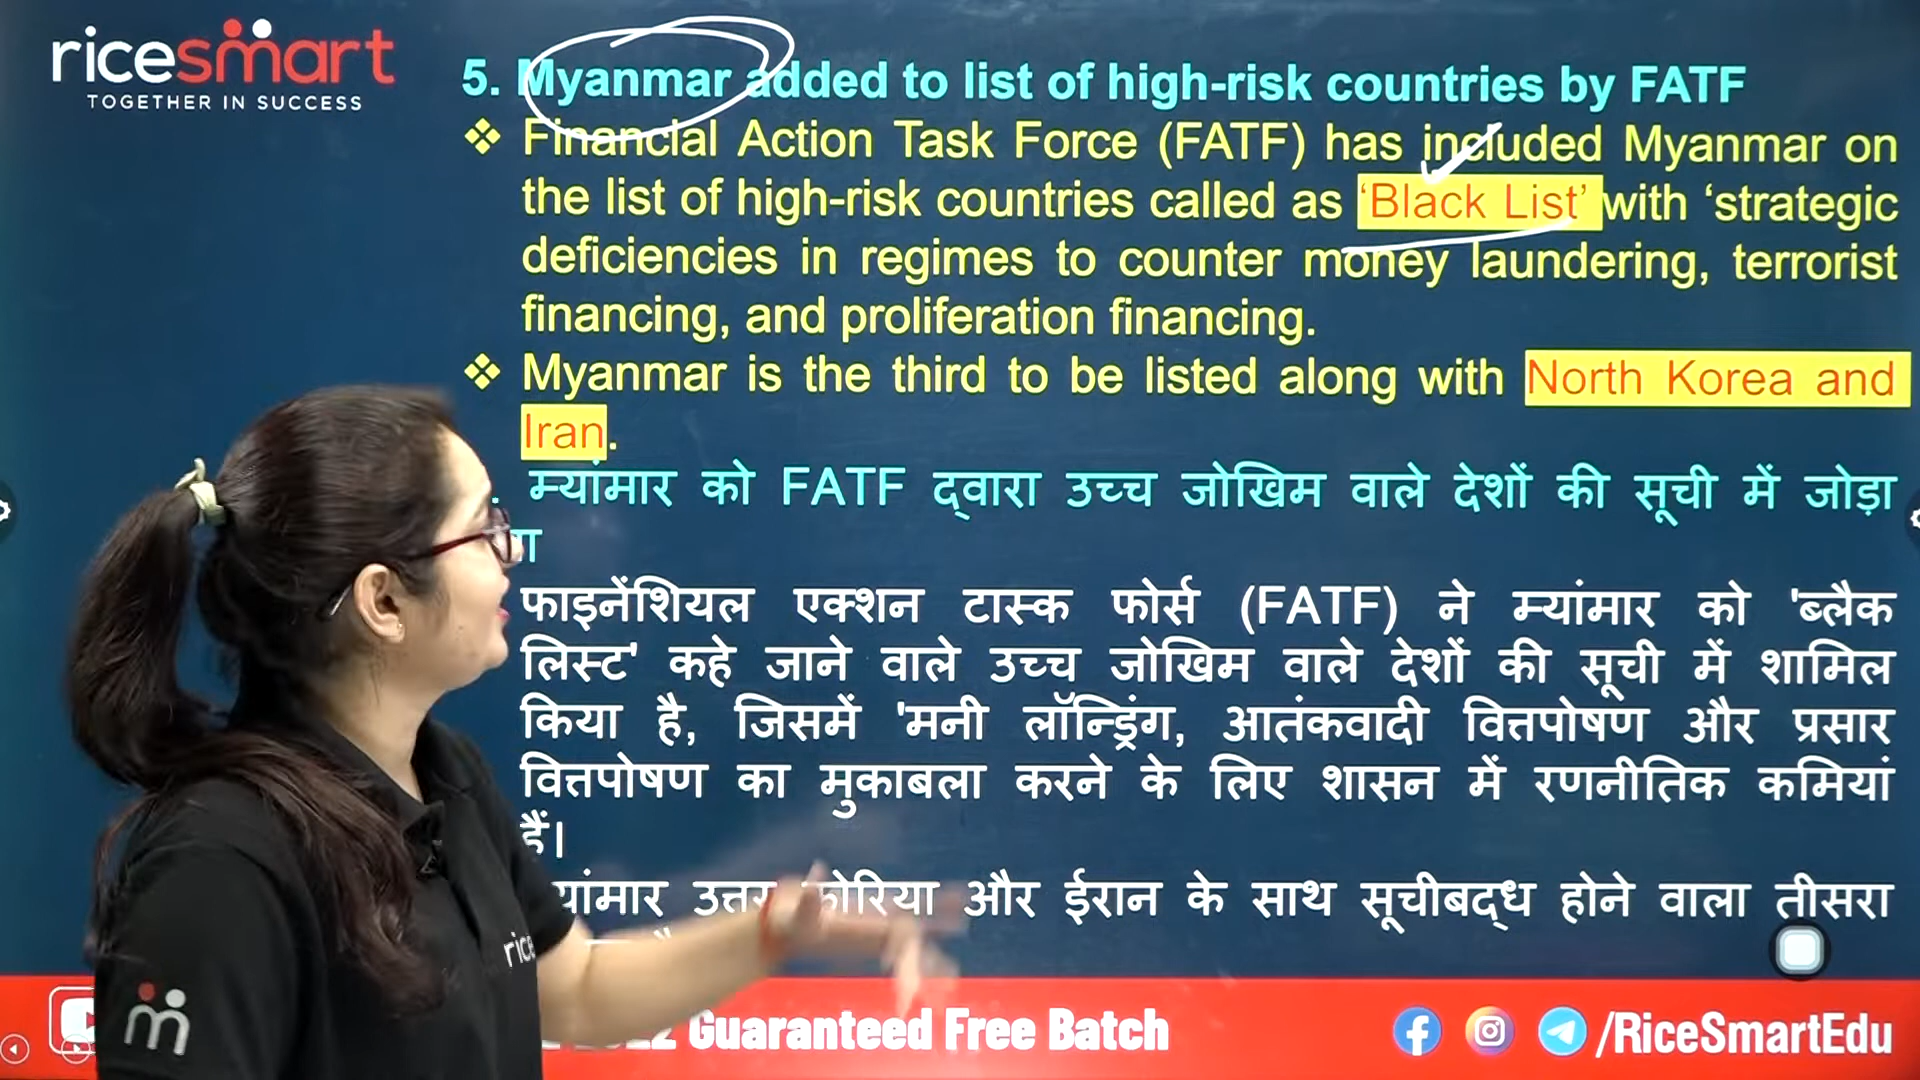 ricesmart
TOGETHER IN SUCCESS
5. Myanmar added to list of high-risk countries by FATF
❖ Financial Action Task Force (FATF) has included Myanmar on
the list of high-risk countries called as ‘Black List’ with ‘strategic
deficiencies in regimes to counter money laundering, terrorist
financing, and proliferation financing.
❖ Myanmar is the third to be listed along with North Korea and
Iran.
. म्यांमार को FATF द्वारा उच्च जोखिम वाले देशों की सूची में जोड़ा
फाइनेंशियल एक्शन टास्क फोर्स (FATF) ने म्यांमार को 'ब्लैक
लिस्ट' कहे जाने वाले उच्च जोखिम वाले देशों की सूची में शामिल
किया है, जिसमें 'मनी लॉन्ड्रिंग, आतंकवादी वित्तपोषण और प्रसार
वित्तपोषण का मुकाबला करने के लिए शासन में रणनीतिक कमियां
हैं।
उत्तर कोरिया और ईरान के साथ सूचीबद्ध होने वाला तीसरा
Guaranteed Free Batch
/RiceSmartEdu